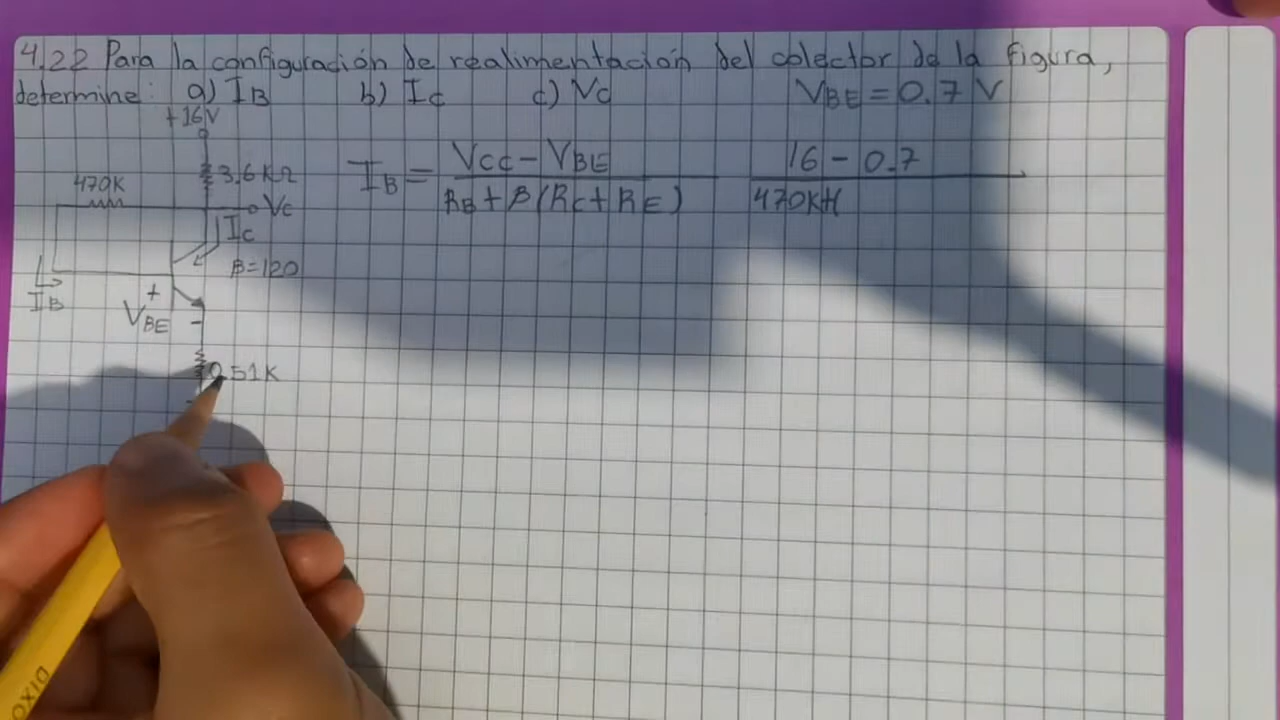 4.22 Para la configuración de realimentación del colector de la figura,
determine: a) IB b) Ic c) Vc VBE = 0.7 V
+16V
3.6 KΩ
470K
Vc
Ic
β=120
IB
+
VBE
-
0.51K
IB = VCC - VBE / RB + β(RC + RE)
16 - 0.7 / 470KH
DIXO